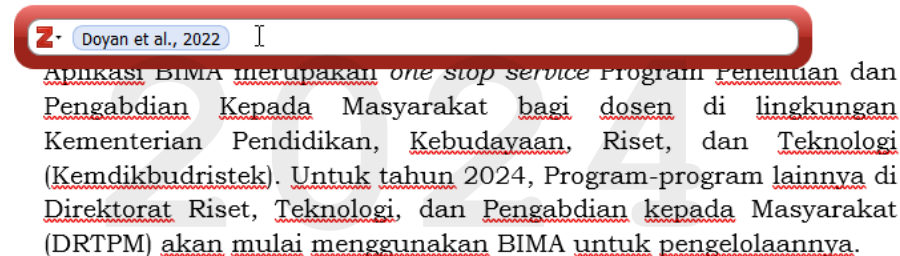 Z Doyan et al., 2022
Aplikasi BIMA merupakan one stop service Program Penelitian dan
Pengabdian Kepada Masyarakat bagi dosen di lingkungan
Kementerian Pendidikan, Kebudayaan, Riset, dan Teknologi
(Kemdikbudristek). Untuk tahun 2024, Program-program lainnya di
Direktorat Riset, Teknologi, dan Pengabdian kepada Masyarakat
(DRTPM) akan mulai menggunakan BIMA untuk pengelolaannya.
2024